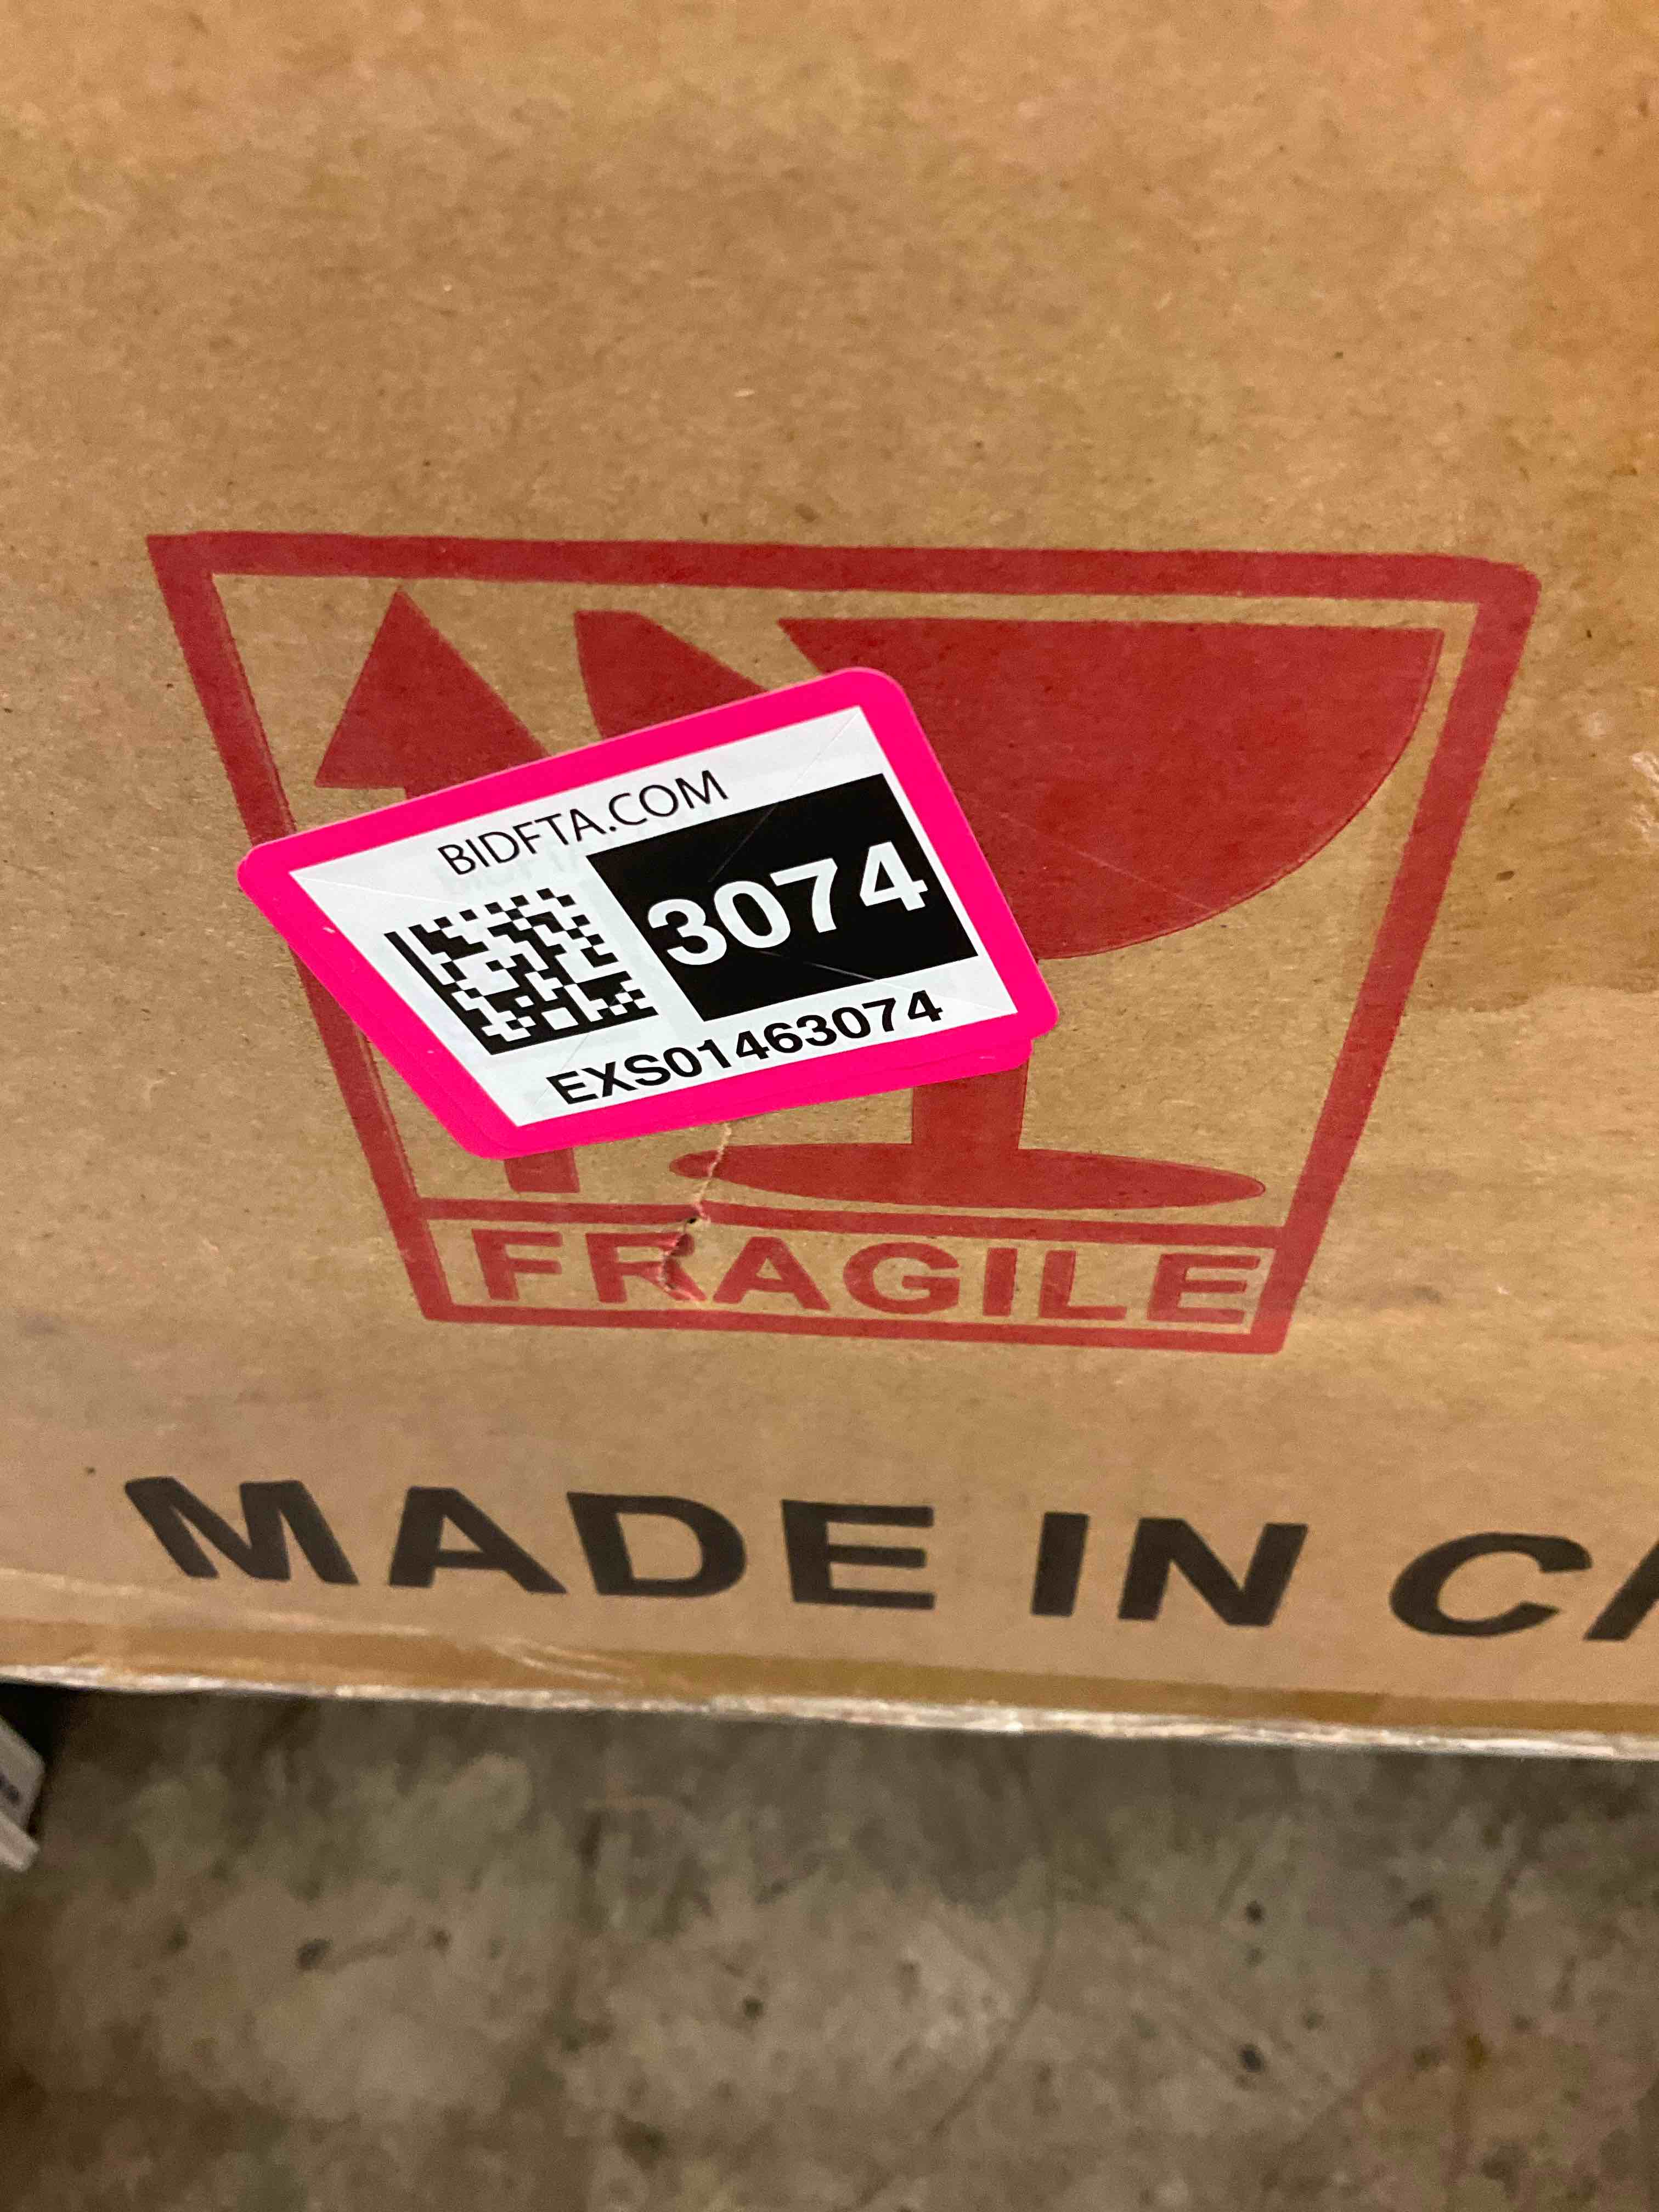 BIDFTA.COM
3074
EXS01463074
FRAGILE
MADE IN